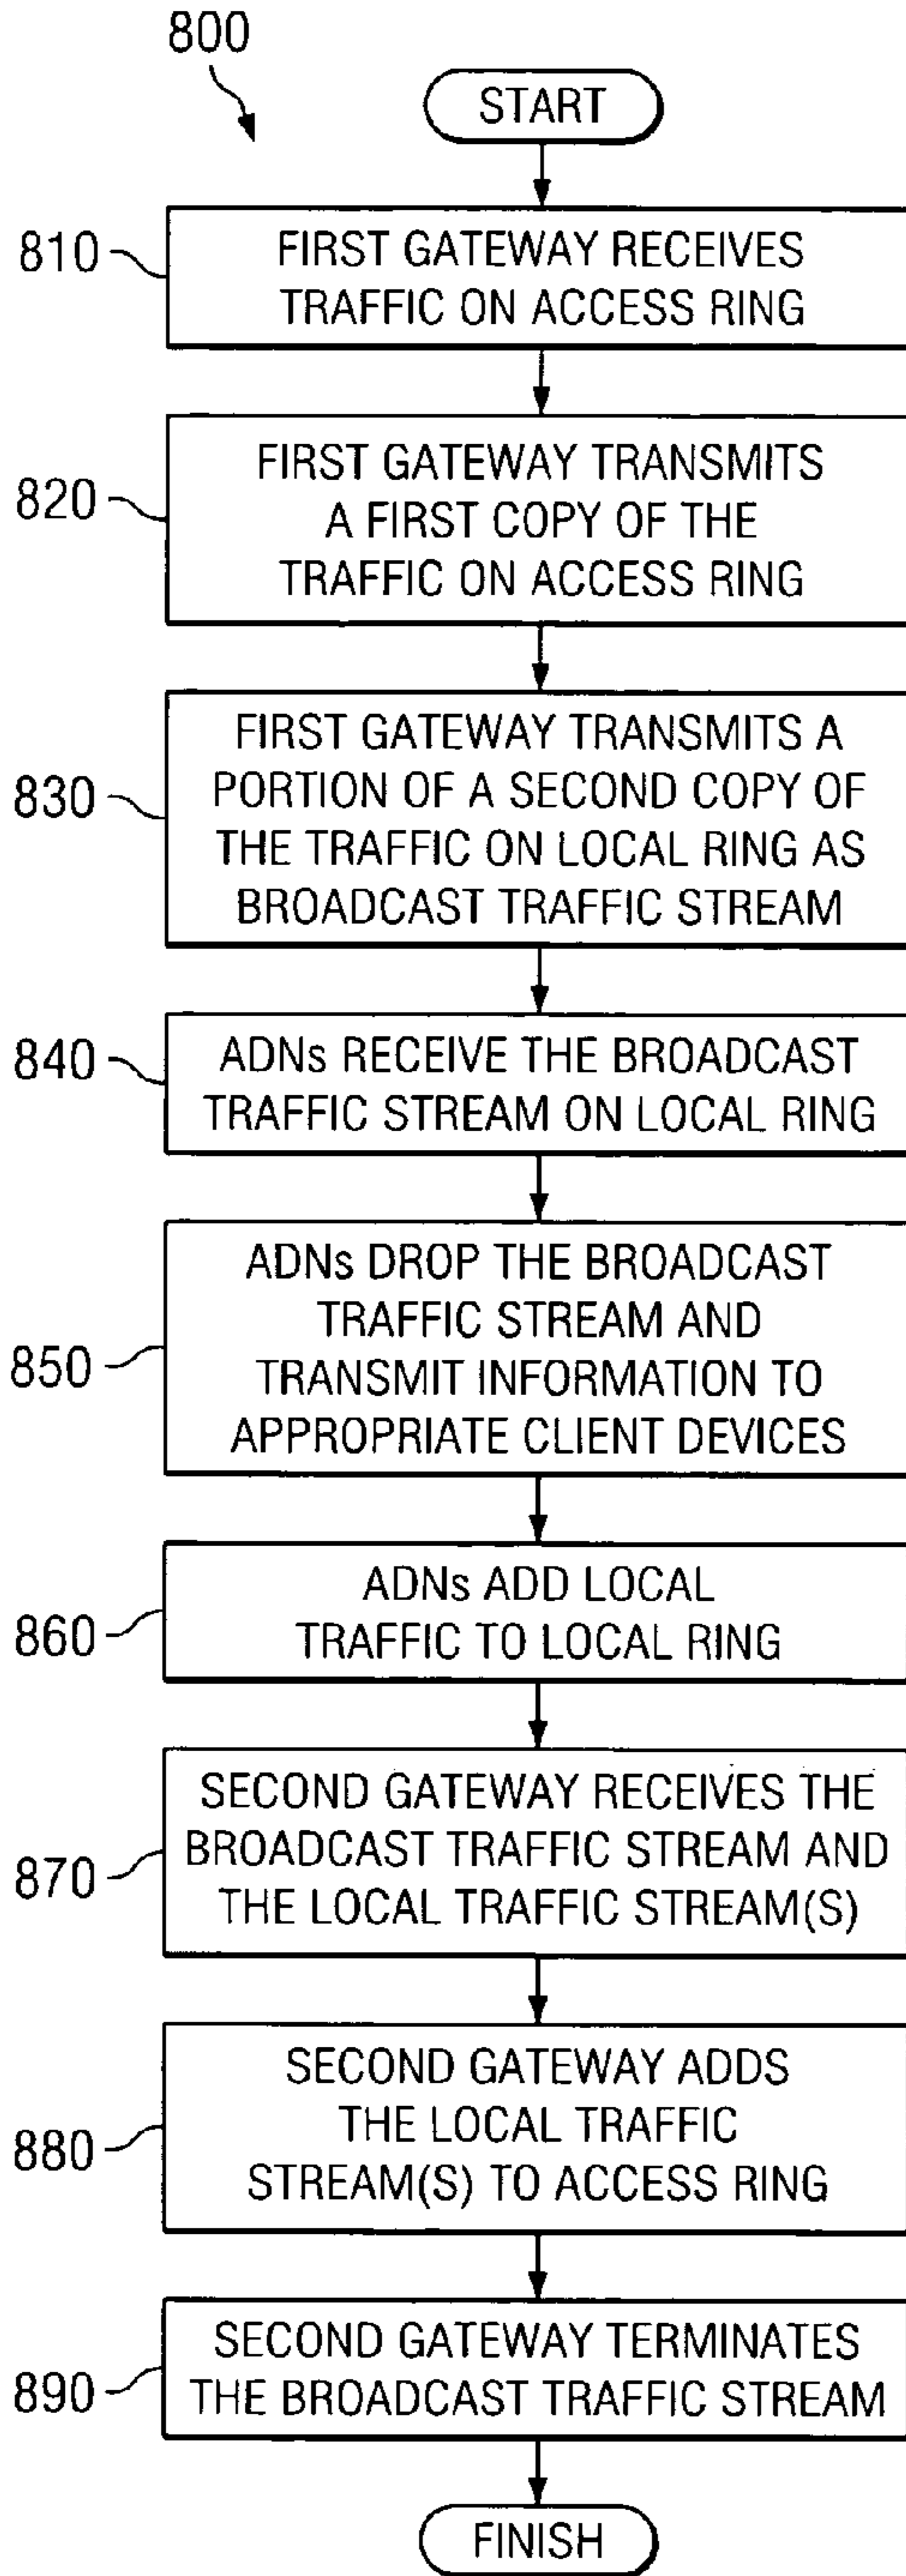 800
START
810
FIRST GATEWAY RECEIVES
TRAFFIC ON ACCESS RING
820
FIRST GATEWAY TRANSMITS
A FIRST COPY OF THE
TRAFFIC ON ACCESS RING
830
FIRST GATEWAY TRANSMITS A
PORTION OF A SECOND COPY OF
THE TRAFFIC ON LOCAL RING AS
BROADCAST TRAFFIC STREAM
840
ADNs RECEIVE THE BROADCAST
TRAFFIC STREAM ON LOCAL RING
850
ADNs DROP THE BROADCAST
TRAFFIC STREAM AND
TRANSMIT INFORMATION TO
APPROPRIATE CLIENT DEVICES
860
ADNs ADD LOCAL
TRAFFIC TO LOCAL RING
870
SECOND GATEWAY RECEIVES THE
BROADCAST TRAFFIC STREAM AND
THE LOCAL TRAFFIC STREAM(S)
880
SECOND GATEWAY ADDS
THE LOCAL TRAFFIC
STREAM(S) TO ACCESS RING
890
SECOND GATEWAY TERMINATES
THE BROADCAST TRAFFIC STREAM
FINISH